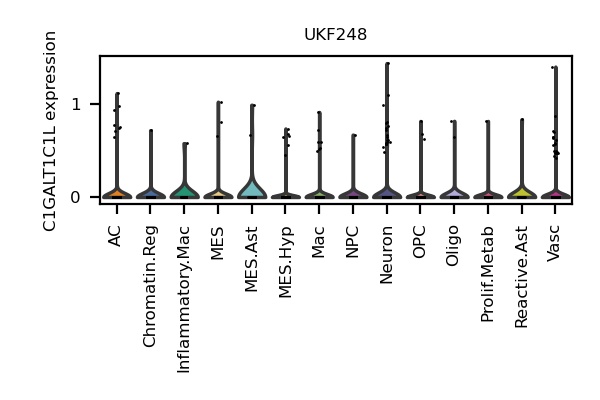 UKF248
C1GALT1C1L expression
1
0
AC
Chromatin.Reg
Inflammatory.Mac
MES
MES.Ast
MES.Hyp
Mac
NPC
Neuron
OPC
Oligo
Prolif.Metab
Reactive.Ast
Vasc